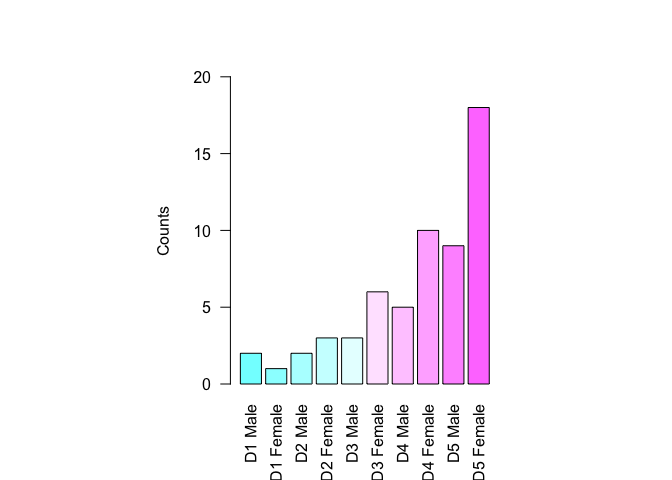 20
15
10
5
0
Counts
D1 Male
D1 Female
D2 Male
D2 Female
D3 Male
D3 Female
D4 Male
D4 Female
D5 Male
D5 Female